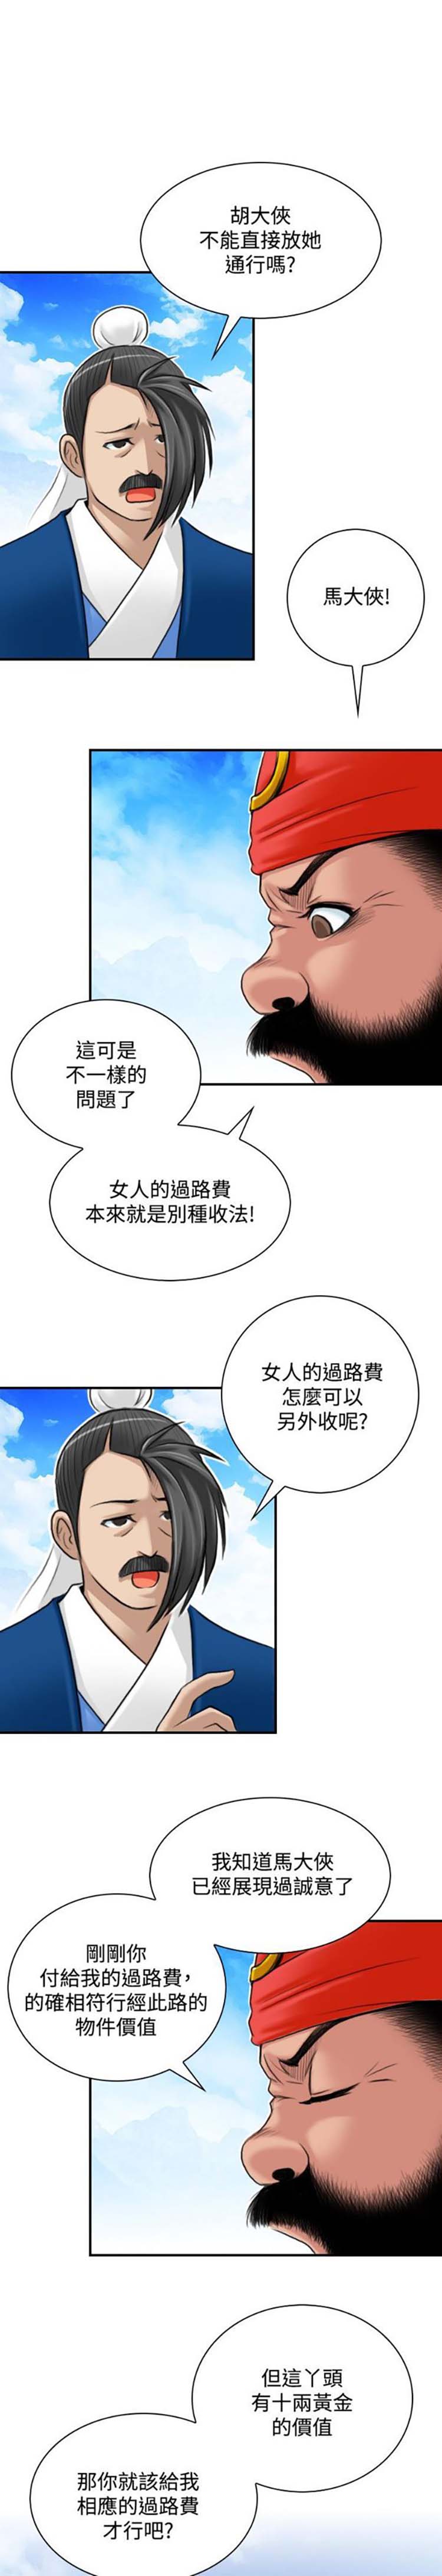 胡大俠
不能直接放她
通行嗎?
馬大俠!
這可是
不一樣的
問題了
女人的過路費
本來就是別種收法!
女人的過路費
怎麼可以
另外收呢?
我知道馬大俠
已經展現過誠意了
剛剛你
付給我的過路費,
的確相符行經此路的
物件價值
但這丫頭
有十兩黃金
的價值
那你就該給我
相應的過路費
才行吧?